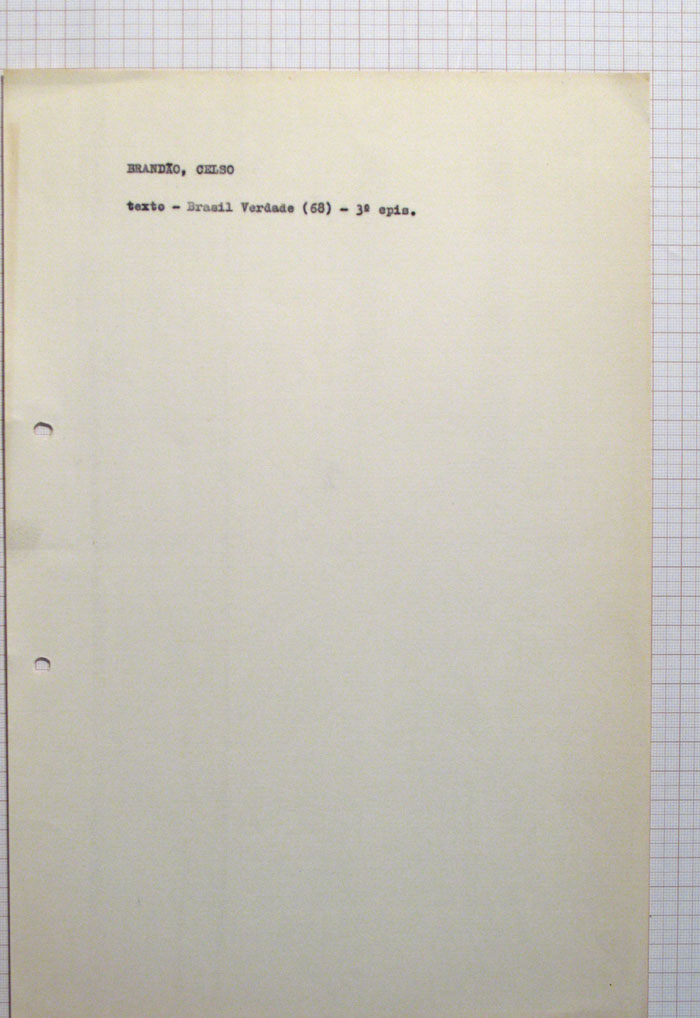 BRANDÃO, CELSO
texto - Brasil Verdade (68) - 3º epis.